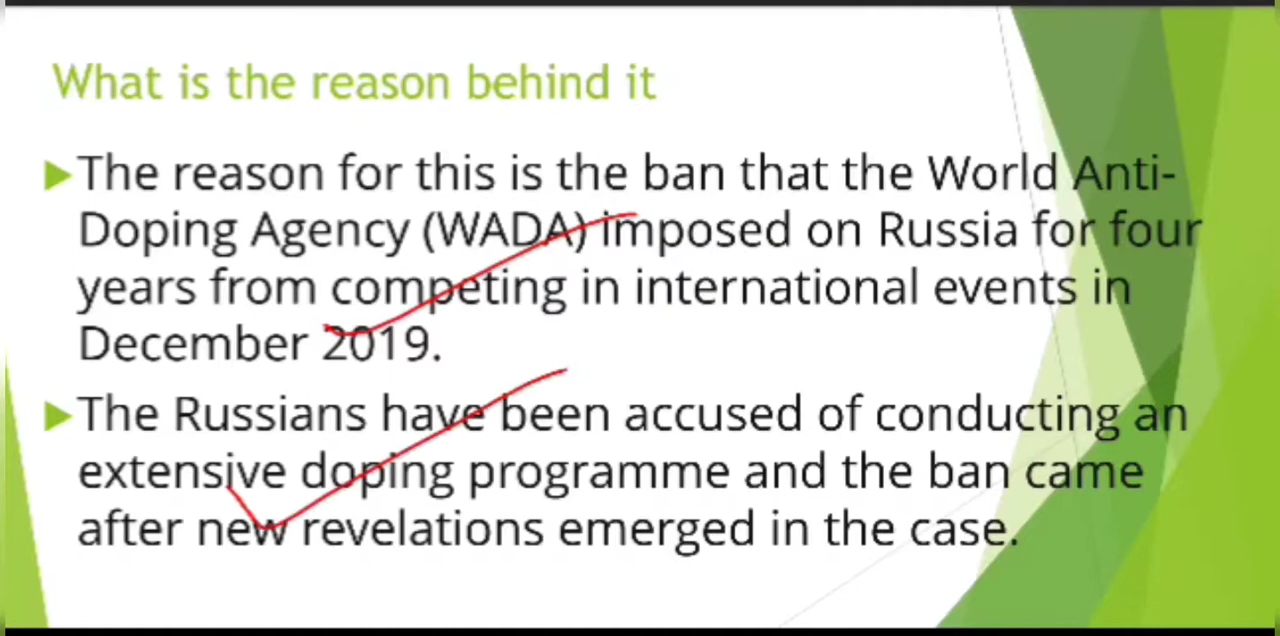 What is the reason behind it
The reason for this is the ban that the World Anti-
Doping Agency (WADA) imposed on Russia for four
years from competing in international events in
December 2019.
The Russians have been accused of conducting an
extensive doping programme and the ban came
after new revelations emerged in the case.